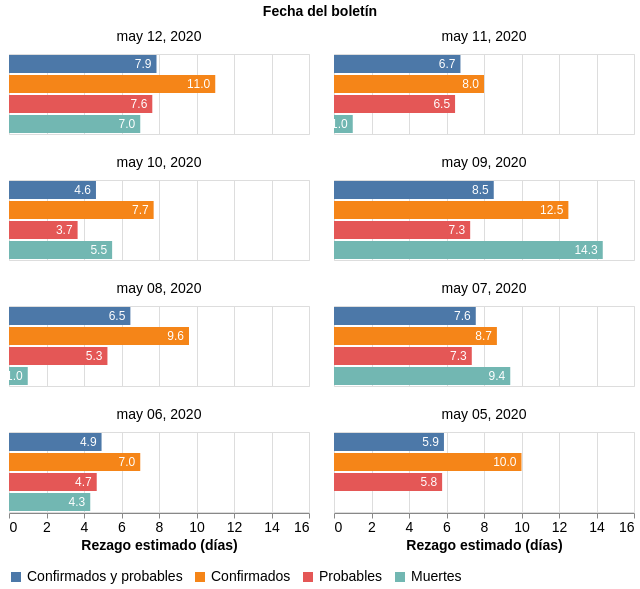 Fecha del boletín
may 12, 2020
7.9
11.0
7.6
7.0
may 11, 2020
6.7
8.0
6.5
1.0
may 10, 2020
4.6
7.7
3.7
5.5
may 09, 2020
8.5
12.5
7.3
14.3
may 08, 2020
6.5
9.6
5.3
1.0
may 07, 2020
7.6
8.7
7.3
9.4
may 06, 2020
4.9
7.0
4.7
4.3
may 05, 2020
5.9
10.0
5.8
0 2 4 6 8 10 12 14 16
Rezago estimado (días)
0 2 4 6 8 10 12 14 16
Rezago estimado (días)
Confirmados y probables Confirmados Probables Muertes